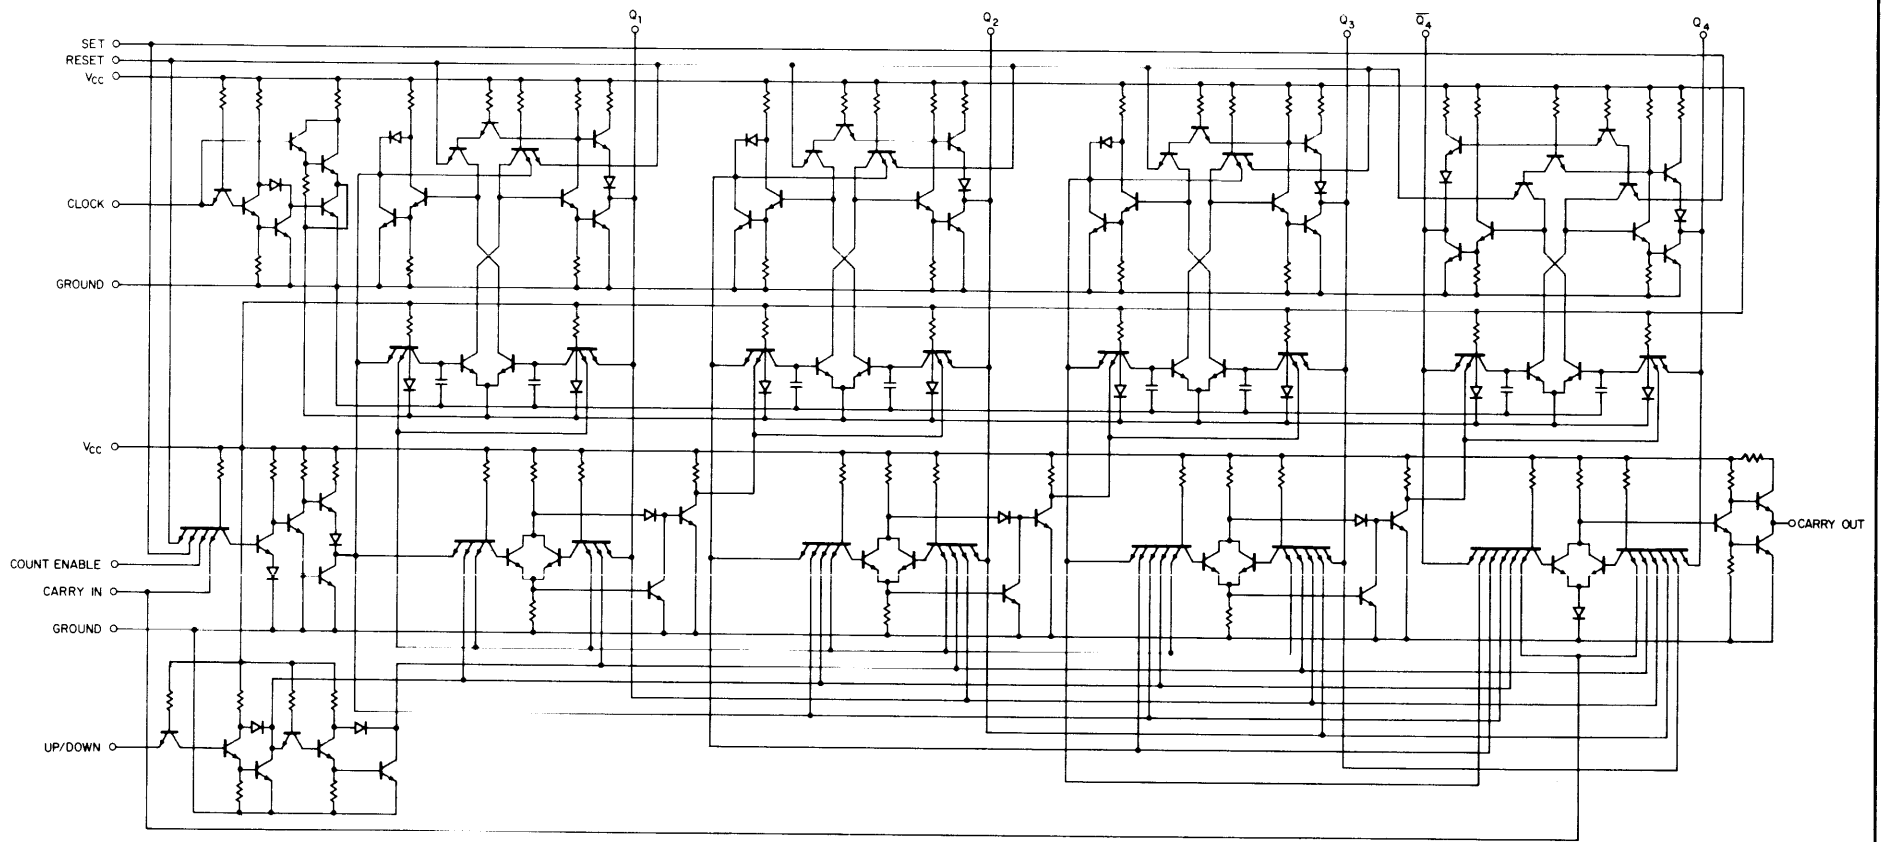 Q1
Q2
Q3
Q̅4
Q4
SET
RESET
VCC
CLOCK
GROUND
VCC
CARRY OUT
COUNT ENABLE
CARRY IN
GROUND
UP/DOWN